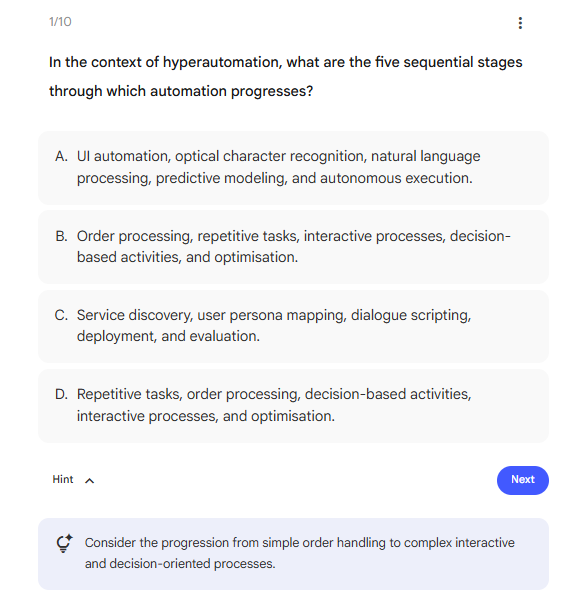 1/10
In the context of hyperautomation, what are the five sequential stages
through which automation progresses?
A. UI automation, optical character recognition, natural language
processing, predictive modeling, and autonomous execution.
B. Order processing, repetitive tasks, interactive processes, decision-
based activities, and optimisation.
C. Service discovery, user persona mapping, dialogue scripting,
deployment, and evaluation.
D. Repetitive tasks, order processing, decision-based activities,
interactive processes, and optimisation.
Hint
Next
Consider the progression from simple order handling to complex interactive
and decision-oriented processes.